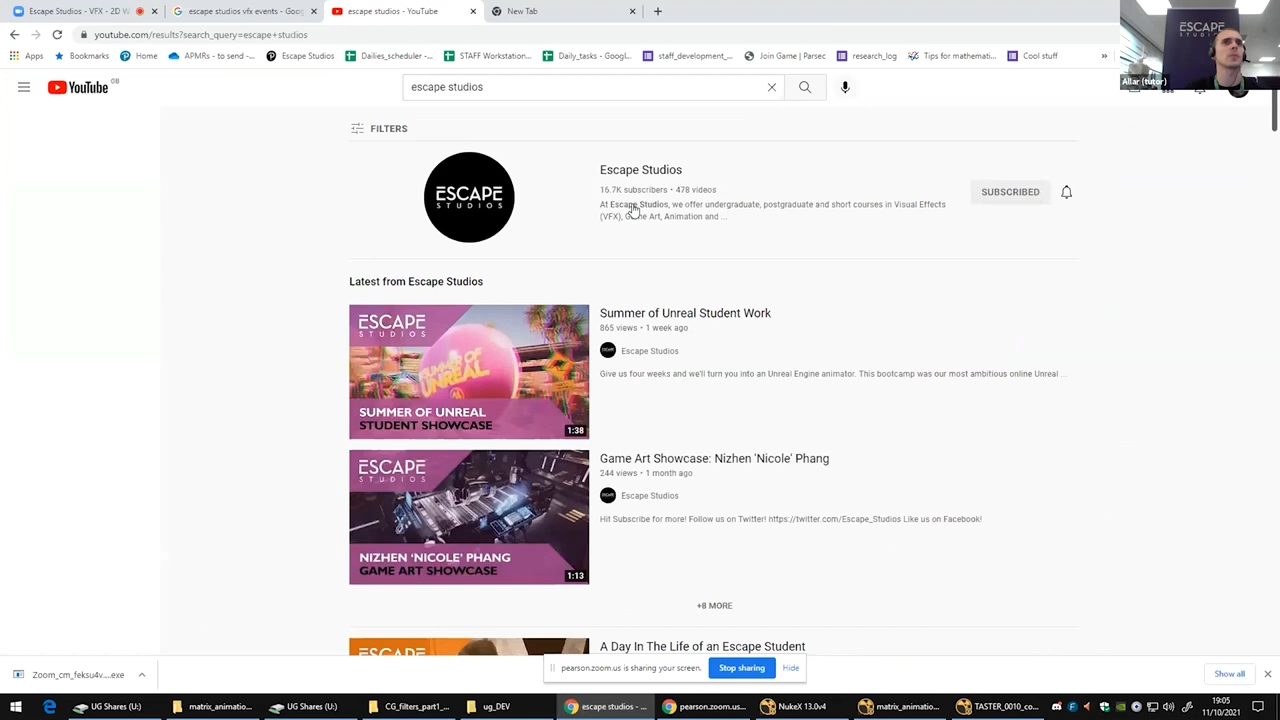 Escape Studios - VFX - 2D W
escape studios vfx events - Goog
escape studios - YouTube
New Tab
youtube.com/results?search_query=escape+studios
Apps
Bookmarks
Home
APMRs - to send -...
Escape Studios
Dailies_scheduler -...
STAFF Workstation...
Daily_tasks - Googl...
staff_development_...
Join Game | Parsec
research_log
Tips for mathemati...
Cool stuff
»
ESCAPE
STUDIOS
Allar (tutor)
YouTube GB
escape studios
FILTERS
ESCAPE
STUDIOS
Escape Studios
16.7K subscribers • 478 videos
At Escape Studios, we offer undergraduate, postgraduate and short courses in Visual Effects
(VFX), Game Art, Animation and ...
SUBSCRIBED
Latest from Escape Studios
ESCAPE
STUDIOS
SUMMER OF
UNREAL
SUMMER OF UNREAL
STUDENT SHOWCASE
1:38
Summer of Unreal Student Work
865 views • 1 week ago
Escape Studios
Give us four weeks and we'll turn you into an Unreal Engine animator. This bootcamp was our most ambitious online Unreal ...
ESCAPE
STUDIOS
NIZHEN 'NICOLE' PHANG
GAME ART SHOWCASE
1:13
Game Art Showcase: Nizhen 'Nicole' Phang
244 views • 1 month ago
Escape Studios
Hit Subscribe for more! Follow us on Twitter! https://twitter.com/Escape_Studios Like us on Facebook!
+8 MORE
ESCAPE
A Day In The Life of an Escape Student
pearson.zoom.us is sharing your screen.
Stop sharing
Hide
Zoom_cm_feksu4v....exe
Show all
UG Shares (U:)
matrix_animatio...
UG Shares (U:)
CG_filters_part1_...
ug_DEV
escape studios - ...
pearson.zoom.us...
NukeX 13.0v4
matrix_animatio...
TASTER_0010_co...
19:05
11/10/2021